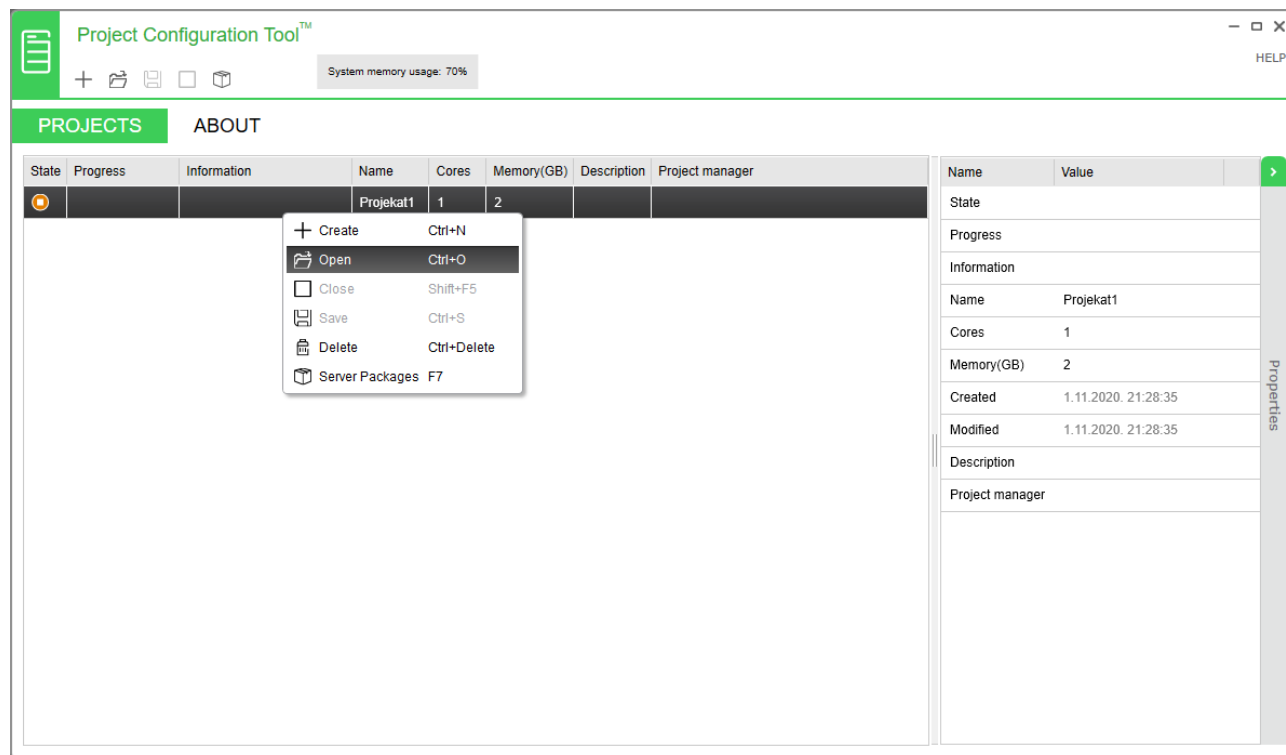 Project Configuration Tool™
HELP
System memory usage: 70%
PROJECTS ABOUT
State Progress Information Name Cores Memory(GB) Description Project manager
Projekat1 1 2
Create Ctrl+N
Open Ctrl+O
Close Shift+F5
Save Ctrl+S
Delete Ctrl+Delete
Server Packages F7
Name Value
State
Progress
Information
Name Projekat1
Cores 1
Memory(GB) 2
Created 1.11.2020. 21:28:35
Modified 1.11.2020. 21:28:35
Description
Project manager
Properties